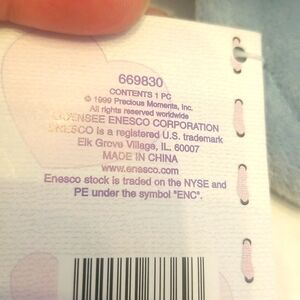 669830
CONTENTS 1 PC
© 1999 Precious Moments, Inc.
All rights reserved worldwide
LICENSEE ENESCO CORPORATION
ENESCO is a registered U.S. trademark
Elk Grove Village, IL. 60007
MADE IN CHINA
www.enesco.com
Enesco stock is traded on the NYSE and
PE under the symbol "ENC".